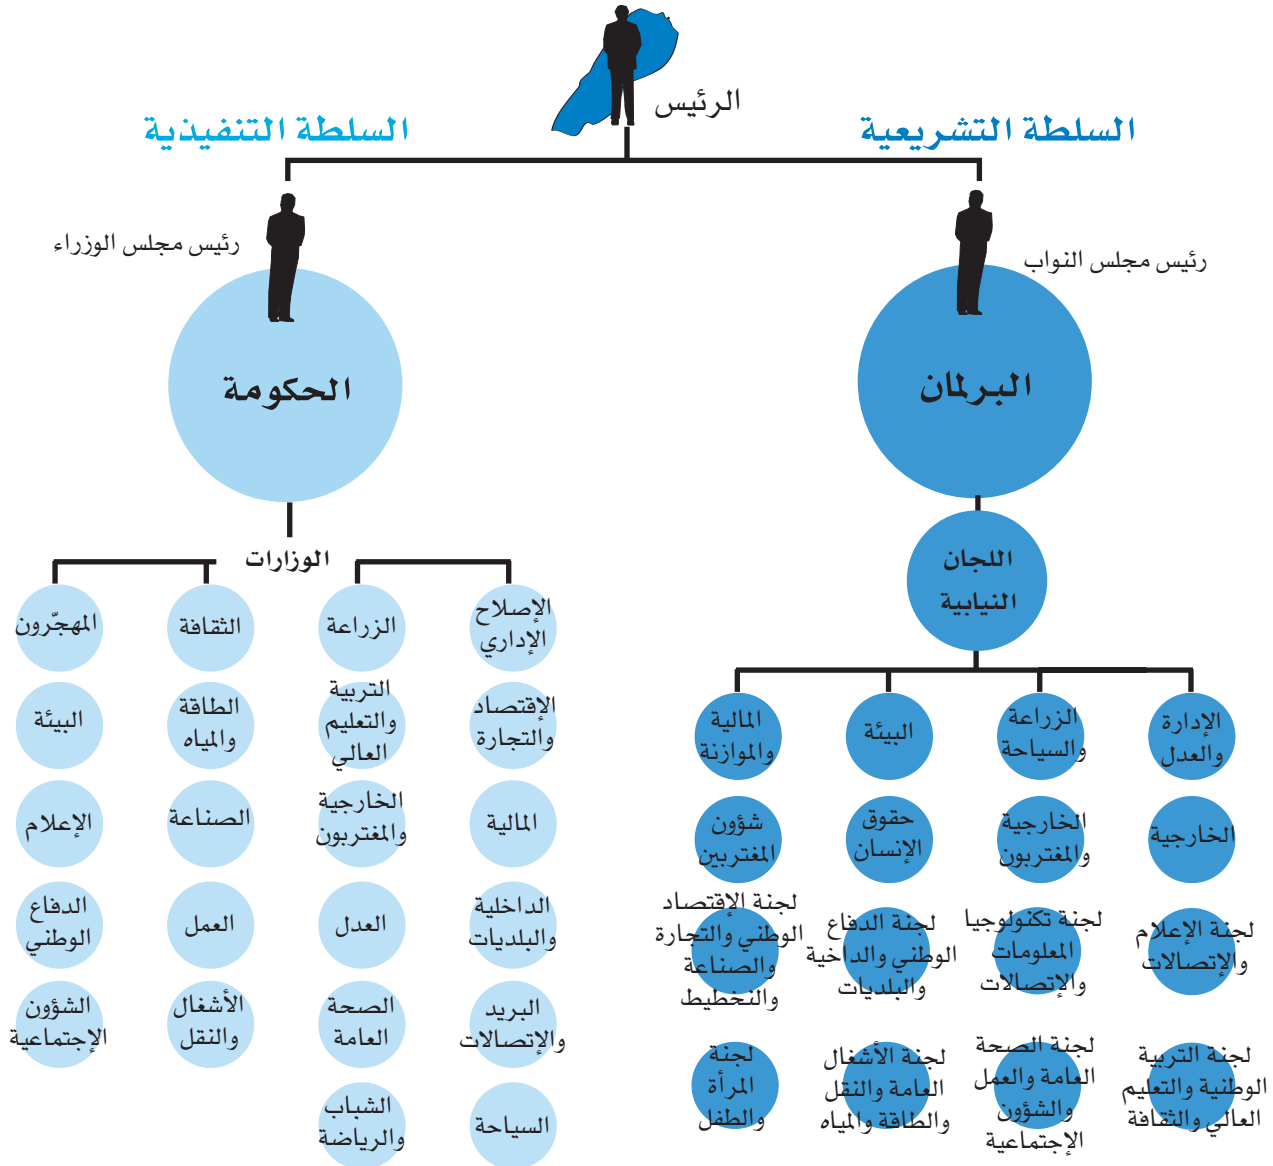 الرئيس
السلطة التشريعية
السلطة التنفيذية
رئيس مجلس النواب
رئيس مجلس الوزراء
البرلمان
الحكومة
اللجان
النيابية
الإدارة
والعدل
الزراعة
والسياحة
البيئة
المالية
والموازنة
الخارجية
الخارجية
والمغتربون
حقوق
الإنسان
شؤون
المغتربين
لجنة الإعلام
والإتصالات
لجنة تكنولوجيا
المعلومات
والإتصالات
لجنة الدفاع
الوطني والداخية
والبلديات
لجنة الإقتصاد
الوطني والتجارة
والصناعة
والنخطيط
لجنة التربية
الوطنية والتعليم
العالي والثقافة
لجنة الصحة
العامة والعمل
والشؤون
الإجتماعية
لجنة الأشغال
العامة والنقل
والطاقة والمياه
لجنة
المرأة
والطفل
الوزارات
الإصلاح
الإداري
الزراعة
الثقافة
المهجّرون
الإقتصاد
والتجارة
التربية
والتعليم
العالي
الطاقة
والمياه
البيئة
المالية
الخارجية
والمغتربون
الصناعة
الإعلام
الداخلية
والبلديات
العدل
العمل
الدفاع
الوطني
البريد
والإتصالات
الصحة
العامة
الأشغال
والنقل
الشؤون
الإجتماعية
السياحة
الشباب
والرياضة